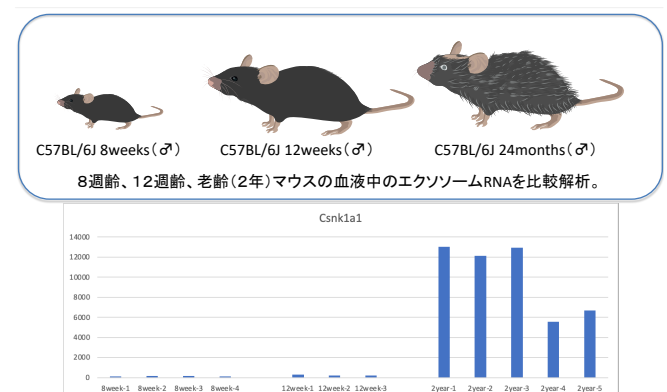 C57BL/6J 8weeks(♂) C57BL/6J 12weeks(♂) C57BL/6J 24months(♂)
8週齢、12週齢、老齢(2年)マウスの血液中のエクソソームRNAを比較解析。
Csnk1a1
14000
12000
10000
8000
6000
4000
2000
0
8week-1 8week-2 8week-3 8week-4 12week-1 12week-2 12week-3 2year-1 2year-2 2year-3 2year-4 2year-5